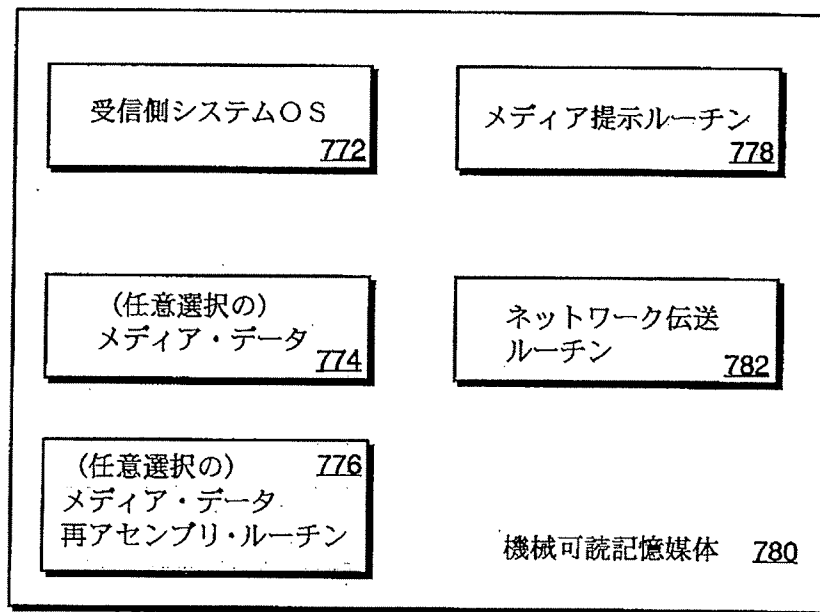 受信側システムOS
772
メディア提示ルーチン
778
(任意選択の)
メディア・データ
774
ネットワーク伝送
ルーチン
782
(任意選択の)
776
メディア・データ
再アセンブリ・ルーチン
機械可読記憶媒体 780